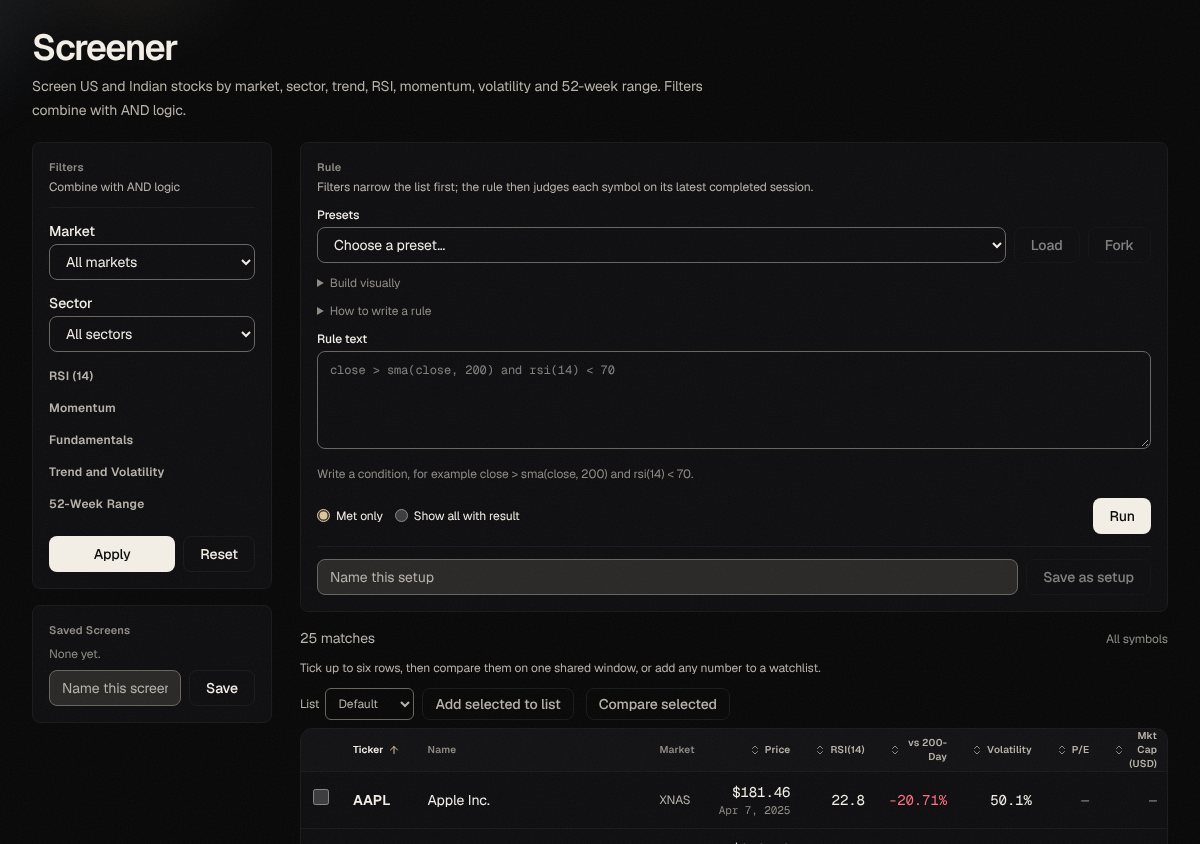 Screener
Screen US and Indian stocks by market, sector, trend, RSI, momentum, volatility and 52-week range. Filters
combine with AND logic.
Filters
Combine with AND logic
Market
All markets
Sector
All sectors
RSI (14)
Momentum
Fundamentals
Trend and Volatility
52-Week Range
Apply
Reset
Saved Screens
None yet.
Name this screer
Save
Rule
Filters narrow the list first; the rule then judges each symbol on its latest completed session.
Presets
Choose a preset...
Load
Fork
Build visually
How to write a rule
Rule text
close > sma(close, 200) and rsi(14) < 70
Write a condition, for example close > sma(close, 200) and rsi(14) < 70.
Met only
Show all with result
Run
Name this setup
Save as setup
25 matches
All symbols
Tick up to six rows, then compare them on one shared window, or add any number to a watchlist.
List
Default
Add selected to list
Compare selected
Ticker
Name
Market
Price
RSI(14)
vs 200-
Day
Volatility
P/E
Mkt
Cap
(USD)
AAPL
Apple Inc.
XNAS
$181.46
Apr 7, 2025
22.8
-20.71%
50.1%
—
—